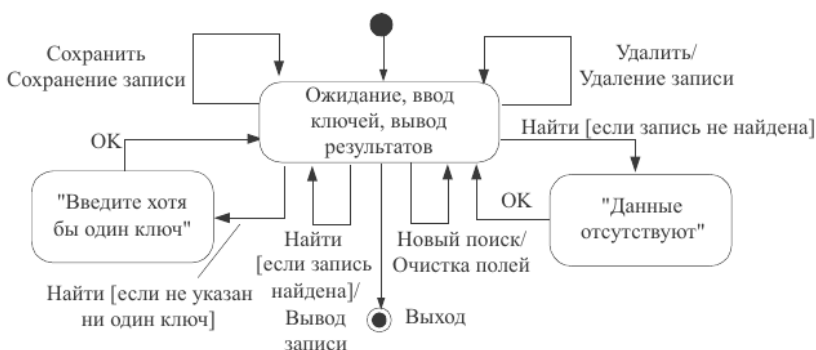 Сохранить
Сохранение записи
Удалить/
Удаление записи
Ожидание, ввод
ключей, вывод
результатов
Найти [если запись не найдена]
OK
"Введите хотя
бы один ключ"
OK
"Данные
отсутствуют"
Найти
[если запись
найдена]/
Вывод
записи
Новый поиск/
Очистка полей
Найти [если не указан
ни один ключ]
Выход